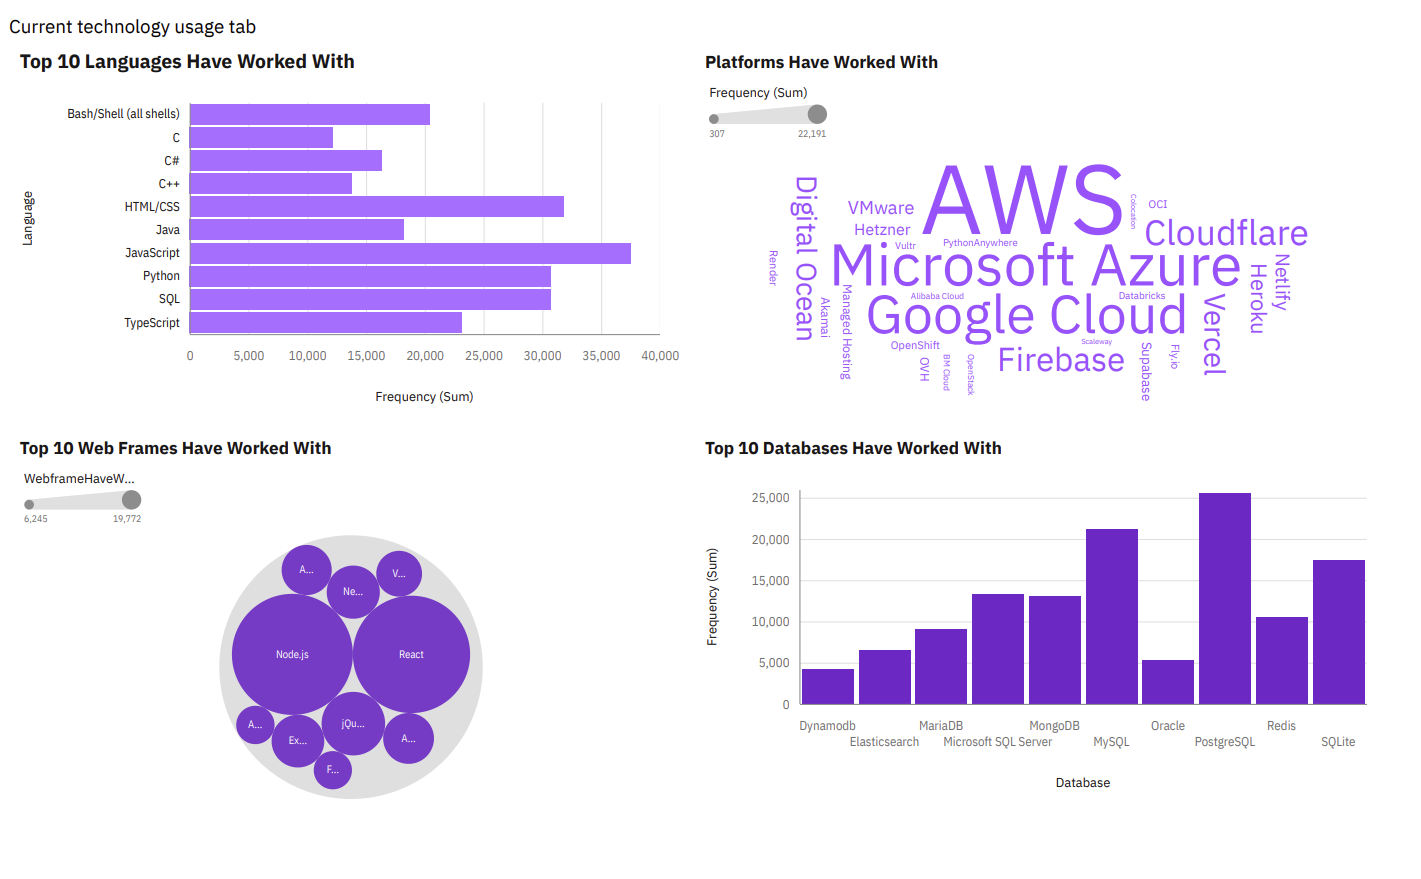 Current technology usage tab
Top 10 Languages Have Worked With
Language
Bash/Shell (all shells)
C
C#
C++
HTML/CSS
Java
JavaScript
Python
SQL
TypeScript
0 5,000 10,000 15,000 20,000 25,000 30,000 35,000 40,000
Frequency (Sum)
Platforms Have Worked With
Frequency (Sum)
307 22,191
AWS
Microsoft Azure
Google Cloud
Firebase
Cloudflare
Digital Ocean
VMware
Hetzner
Vultr
PythonAnywhere
Colocation
OCI
Render
Akamai
Managed Hosting
Alibaba Cloud
Databricks
Netlify
Heroku
Vercel
OpenShift
OVH
BM Cloud
OpenStack
Scaleway
Supabase
Fly.io
Top 10 Web Frames Have Worked With
WebframeHaveW...
6,245 19,772
A...
Ne...
V...
Node.js
React
A...
Ex...
jQu...
A...
F...
Top 10 Databases Have Worked With
Frequency (Sum)
25,000
20,000
15,000
10,000
5,000
0
Dynamodb
Elasticsearch
MariaDB
Microsoft SQL Server
MongoDB
MySQL
Oracle
PostgreSQL
Redis
SQLite
Database